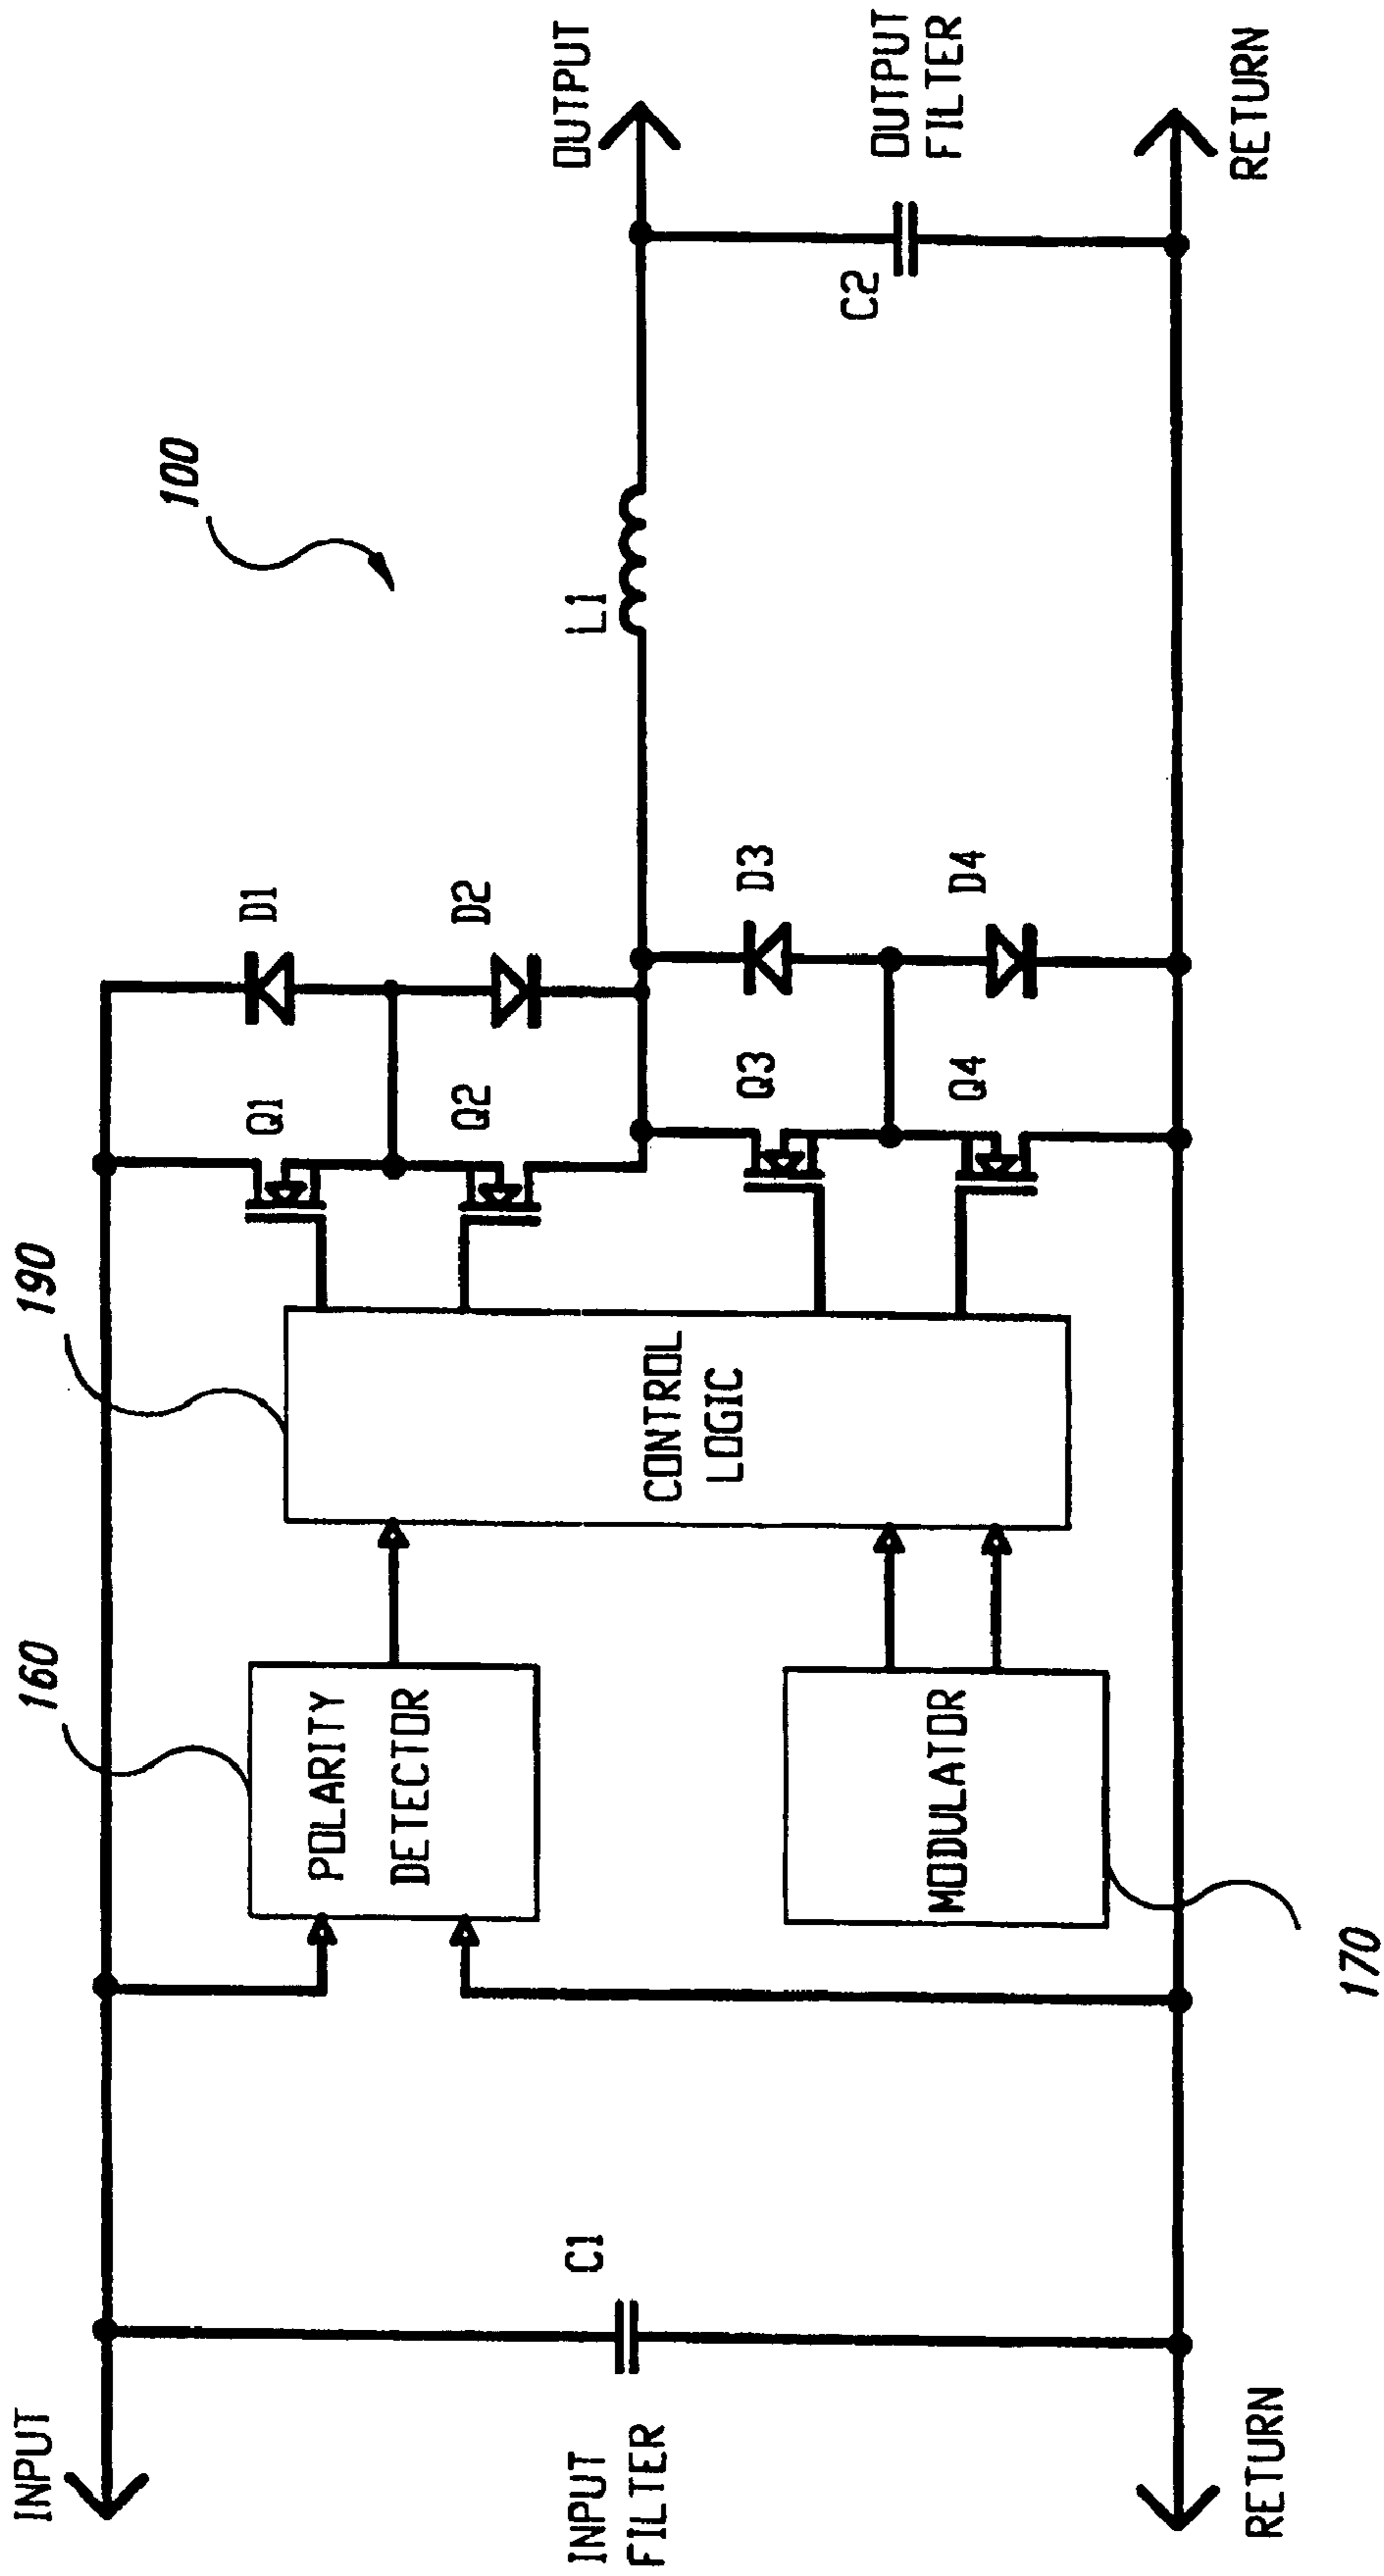 INPUT
INPUT
FILTER
C1
RETURN
160
POLARITY
DETECTOR
MODULATOR
170
190
CONTROL
LOGIC
Q1
Q2
Q3
Q4
D1
D2
D3
D4
100
L1
C2
OUTPUT
OUTPUT
FILTER
RETURN